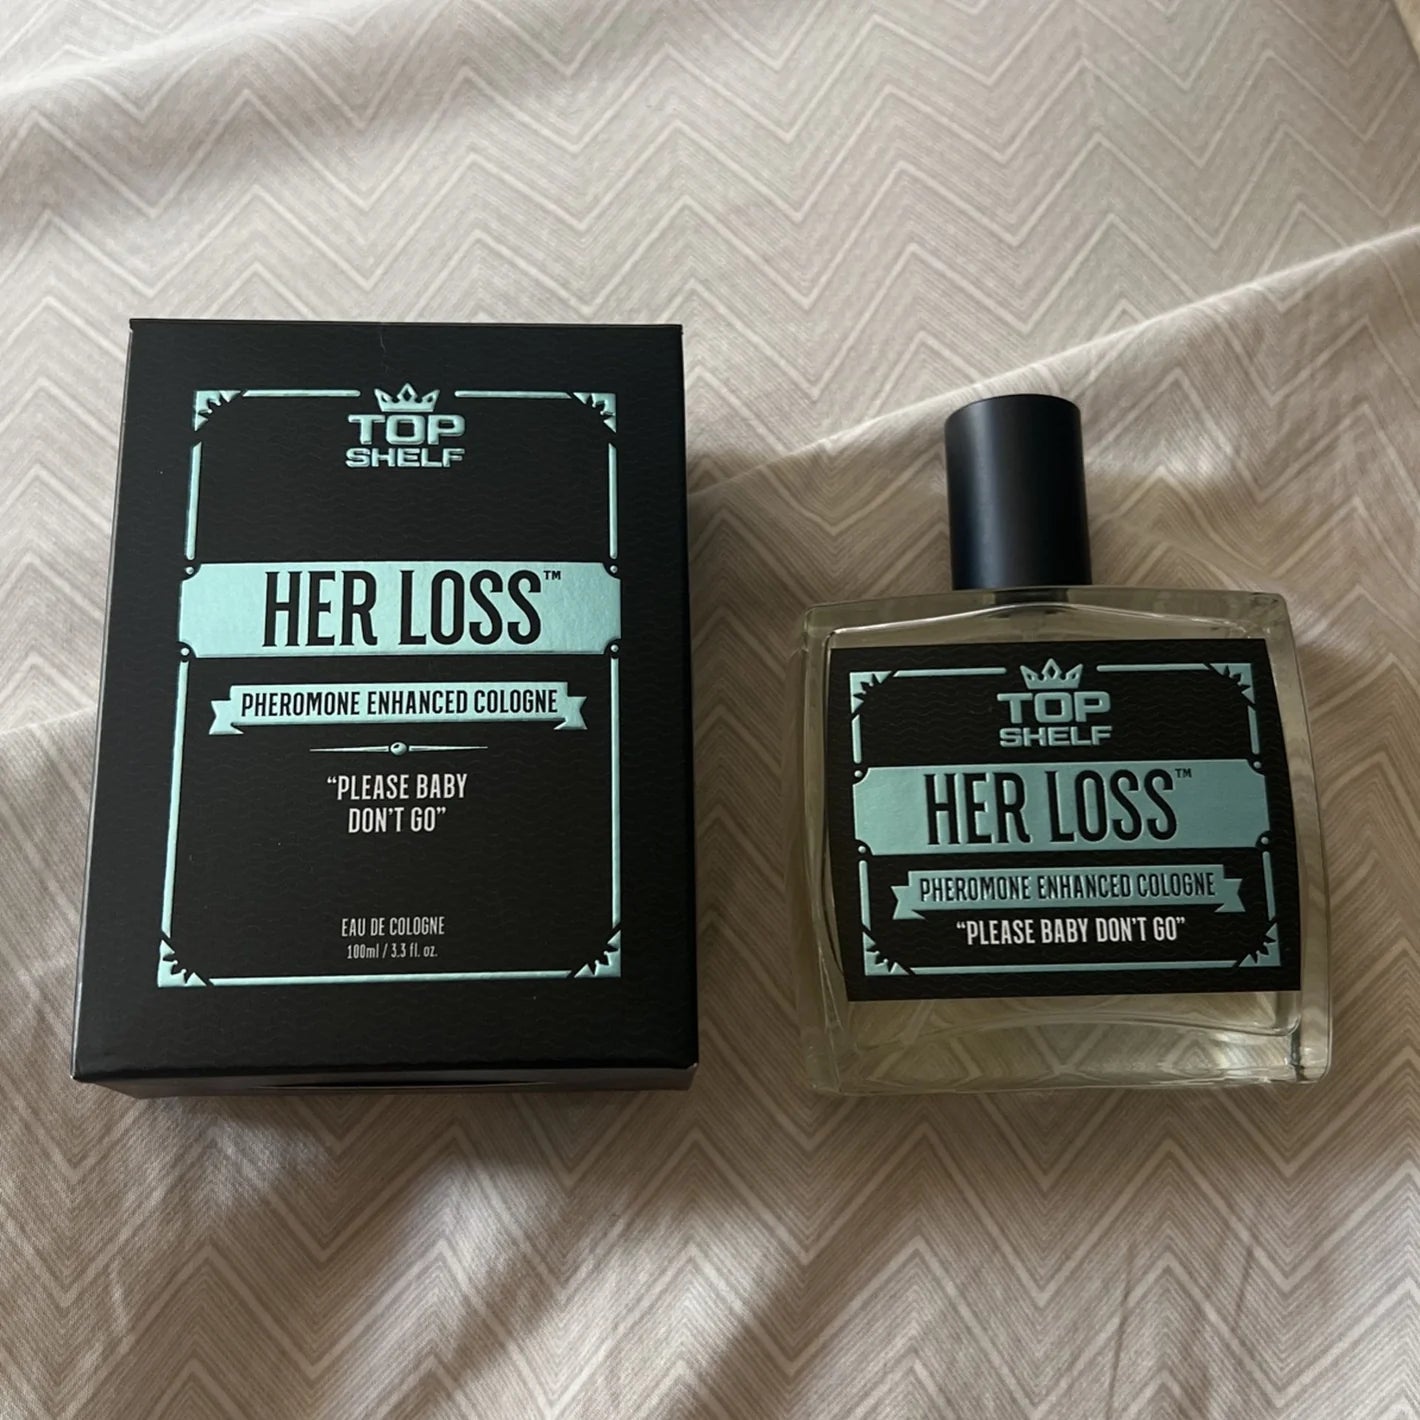 TOP
SHELF
HER LOSS™
PHEROMONE ENHANCED COLOGNE
“PLEASE BABY
DON’T GO”
EAU DE COLOGNE
100ml / 3.3 fl. oz.
TOP
SHELF
HER LOSS™
PHEROMONE ENHANCED COLOGNE
“PLEASE BABY DON’T GO”